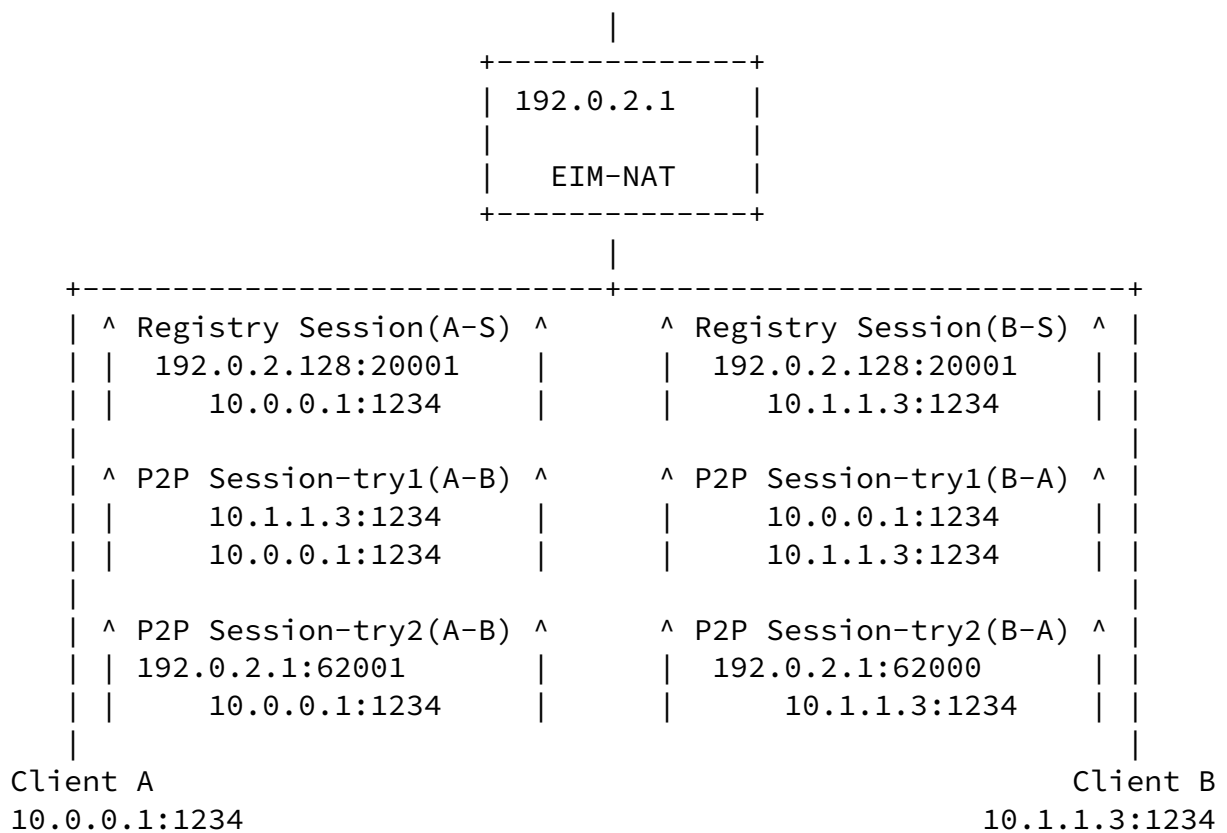 192.0.2.1
EIM-NAT
^ Registry Session(A-S) ^ ^ Registry Session(B-S) ^
192.0.2.128:20001 192.0.2.128:20001
10.0.0.1:1234 10.1.1.3:1234
^ P2P Session-try1(A-B) ^ ^ P2P Session-try1(B-A) ^
10.1.1.3:1234 10.0.0.1:1234
10.0.0.1:1234 10.1.1.3:1234
^ P2P Session-try2(A-B) ^ ^ P2P Session-try2(B-A) ^
192.0.2.1:62001 192.0.2.1:62000
10.0.0.1:1234 10.1.1.3:1234
Client A Client B
10.0.0.1:1234 10.1.1.3:1234